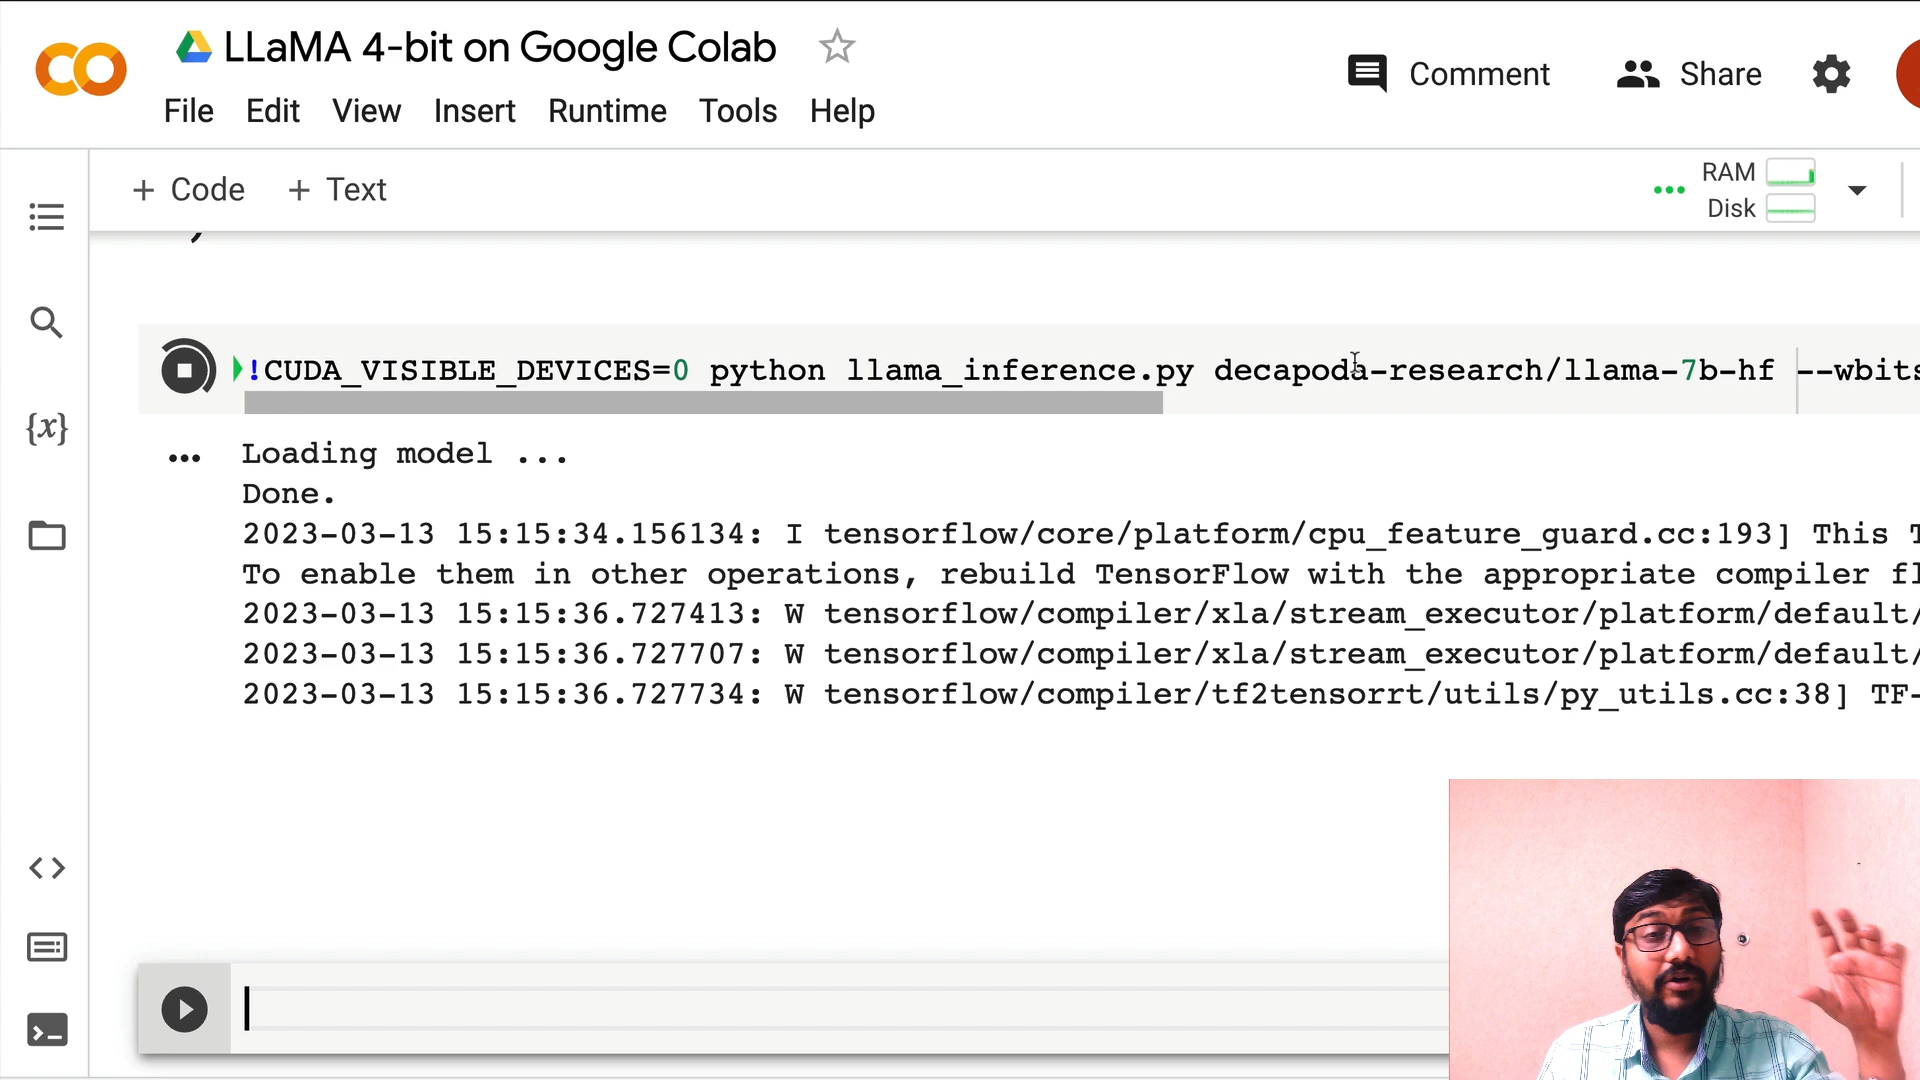 LLaMA 4-bit on Google Colab
Comment
Share
File Edit View Insert Runtime Tools Help
+ Code + Text
RAM
Disk
!CUDA_VISIBLE_DEVICES=0 python llama_inference.py decapoda-research/llama-7b-hf --wbits
Loading model ...
Done.
2023-03-13 15:15:34.156134: I tensorflow/core/platform/cpu_feature_guard.cc:193] This T
To enable them in other operations, rebuild TensorFlow with the appropriate compiler fl
2023-03-13 15:15:36.727413: W tensorflow/compiler/xla/stream_executor/platform/default/
2023-03-13 15:15:36.727707: W tensorflow/compiler/xla/stream_executor/platform/default/
2023-03-13 15:15:36.727734: W tensorflow/compiler/tf2tensorrt/utils/py_utils.cc:38] TF-